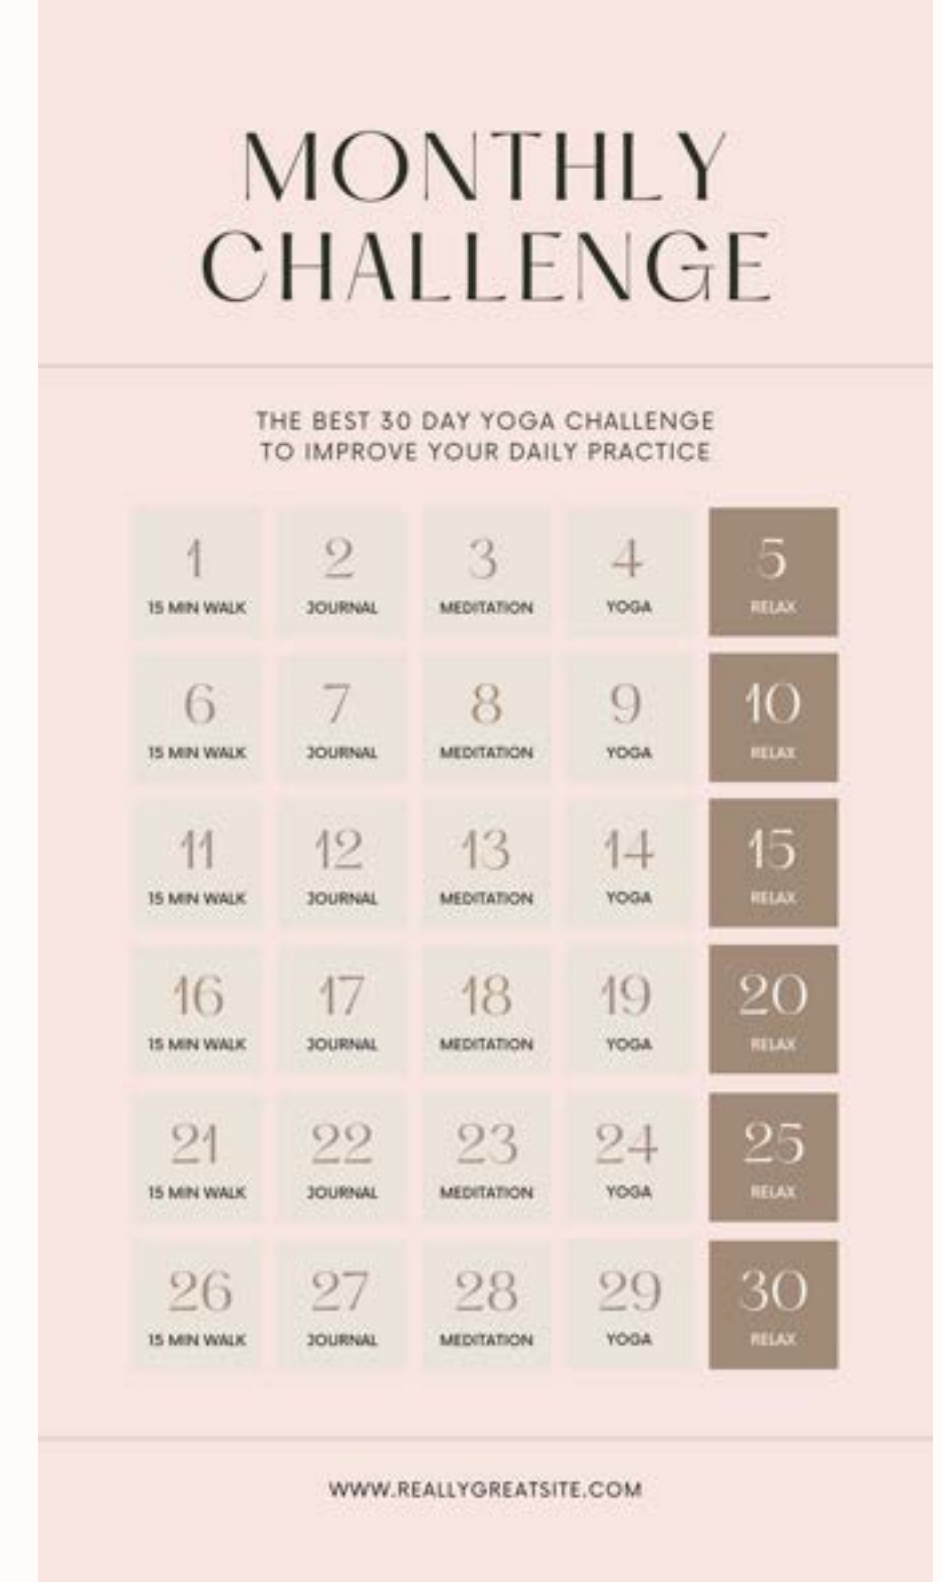 MONTHLY
CHALLENGE
THE BEST 30 DAY YOGA CHALLENGE
TO IMPROVE YOUR DAILY PRACTICE
1 2 3 4 5
15 MIN WALK JOURNAL MEDITATION YOGA RELAX
6 7 8 9 10
15 MIN WALK JOURNAL MEDITATION YOGA RELAX
11 12 13 14 15
15 MIN WALK JOURNAL MEDITATION YOGA RELAX
16 17 18 19 20
15 MIN WALK JOURNAL MEDITATION YOGA RELAX
21 22 23 24 25
15 MIN WALK JOURNAL MEDITATION YOGA RELAX
26 27 28 29 30
15 MIN WALK JOURNAL MEDITATION YOGA RELAX
WWW.REALLYGREATSITE.COM